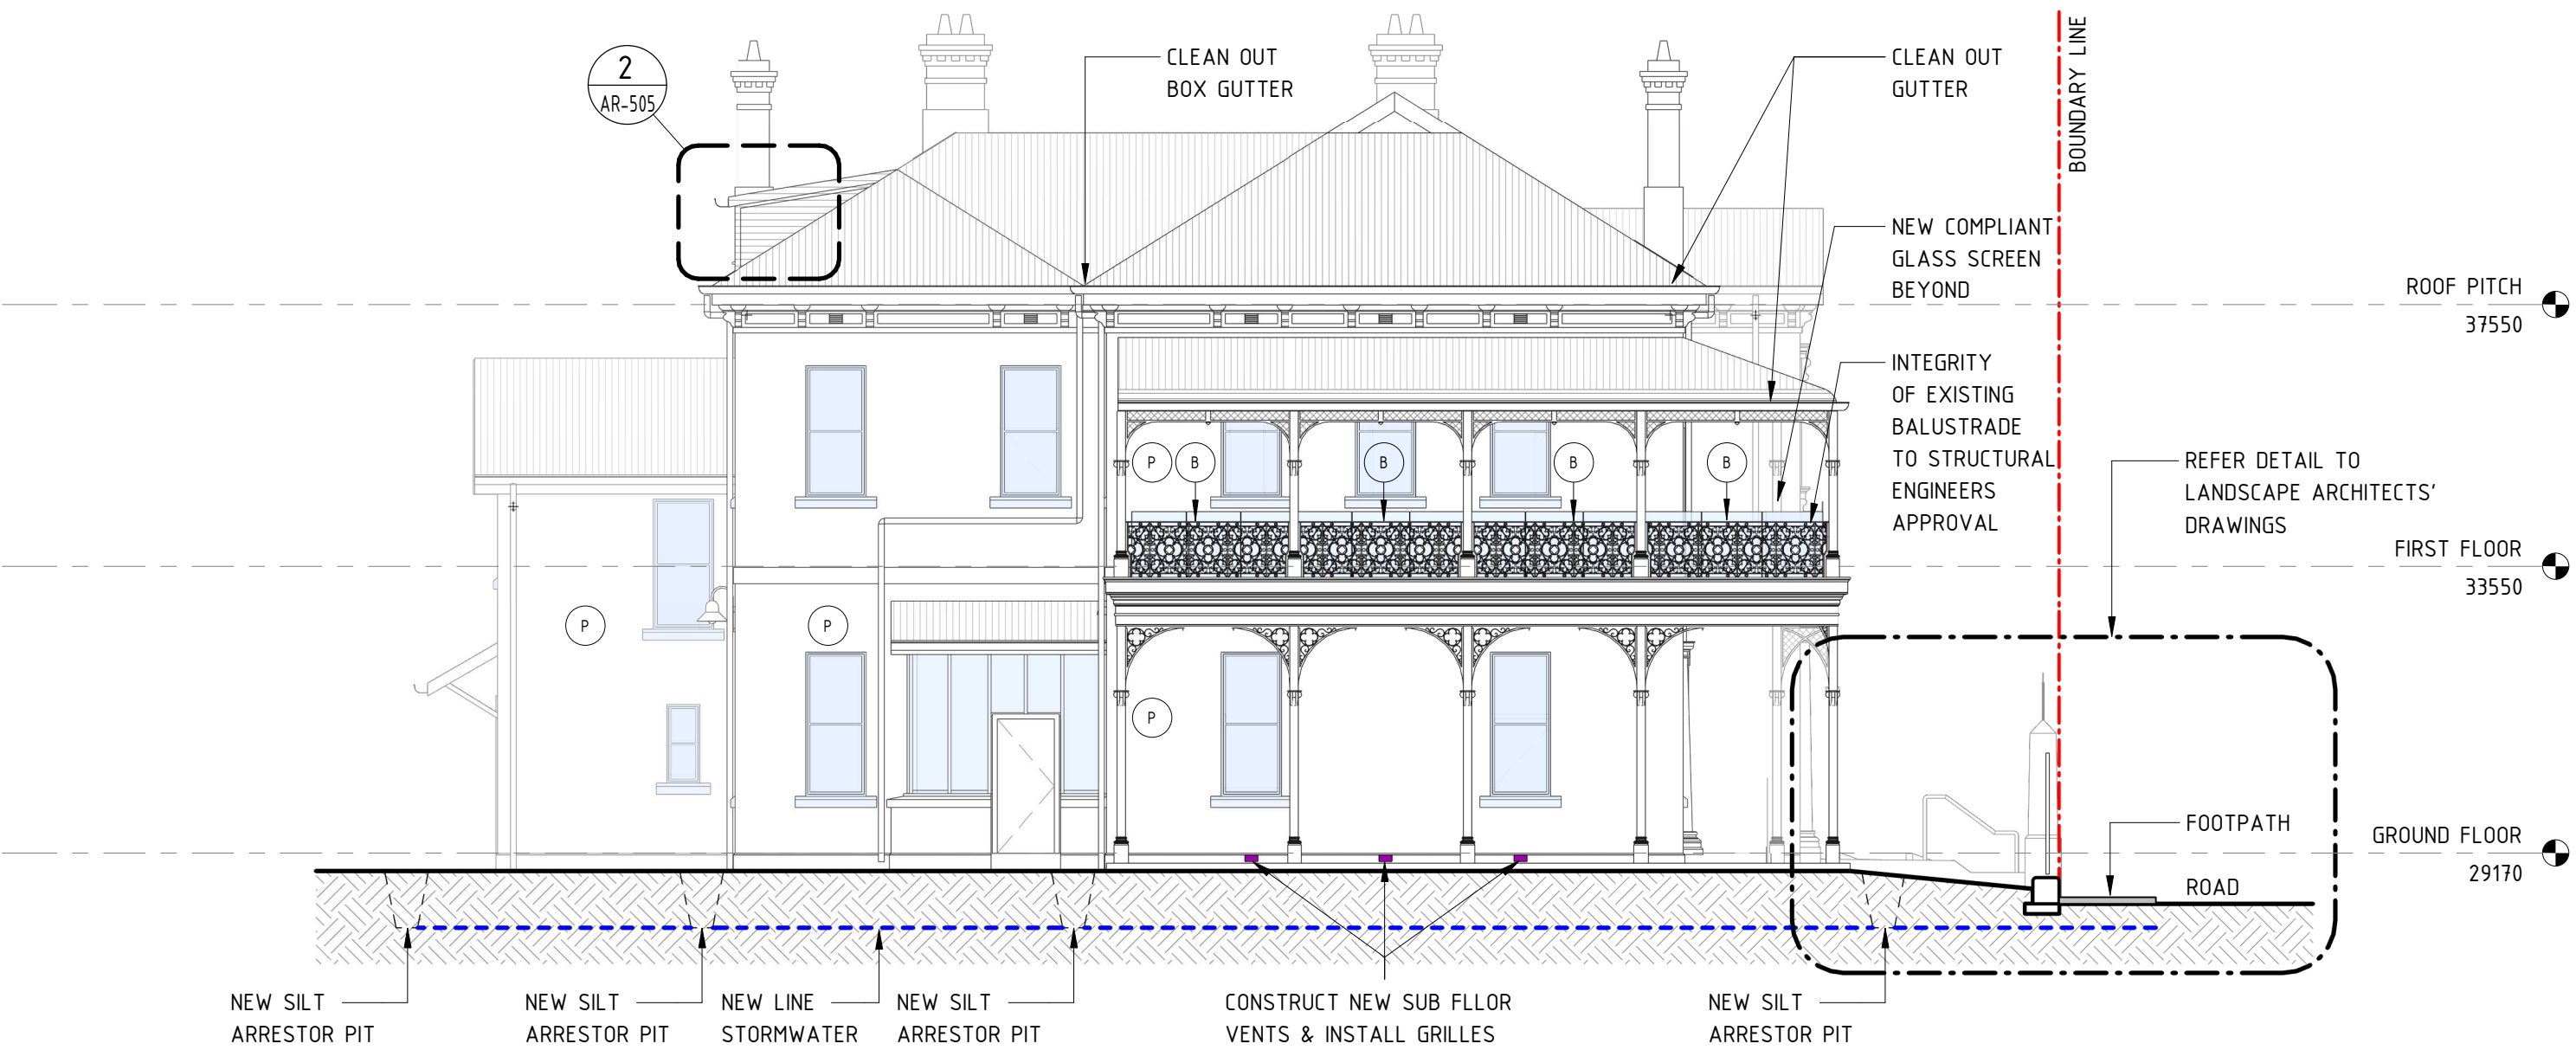 2
AR-505
CLEAN OUT
BOX GUTTER
CLEAN OUT
GUTTER
BOUNDARY LINE
NEW COMPLIANT
GLASS SCREEN
BEYOND
ROOF PITCH
37550
INTEGRITY
OF EXISTING
BALUSTRADE
TO STRUCTURAL
ENGINEERS
APPROVAL
P
B
B
B
B
REFER DETAIL TO
LANDSCAPE ARCHITECTS'
DRAWINGS
FIRST FLOOR
33550
P
P
P
FOOTPATH
GROUND FLOOR
29170
ROAD
NEW SILT
ARRESTOR PIT
NEW SILT
ARRESTOR PIT
NEW LINE
STORMWATER
NEW SILT
ARRESTOR PIT
CONSTRUCT NEW SUB FLLOR
VENTS & INSTALL GRILLES
NEW SILT
ARRESTOR PIT